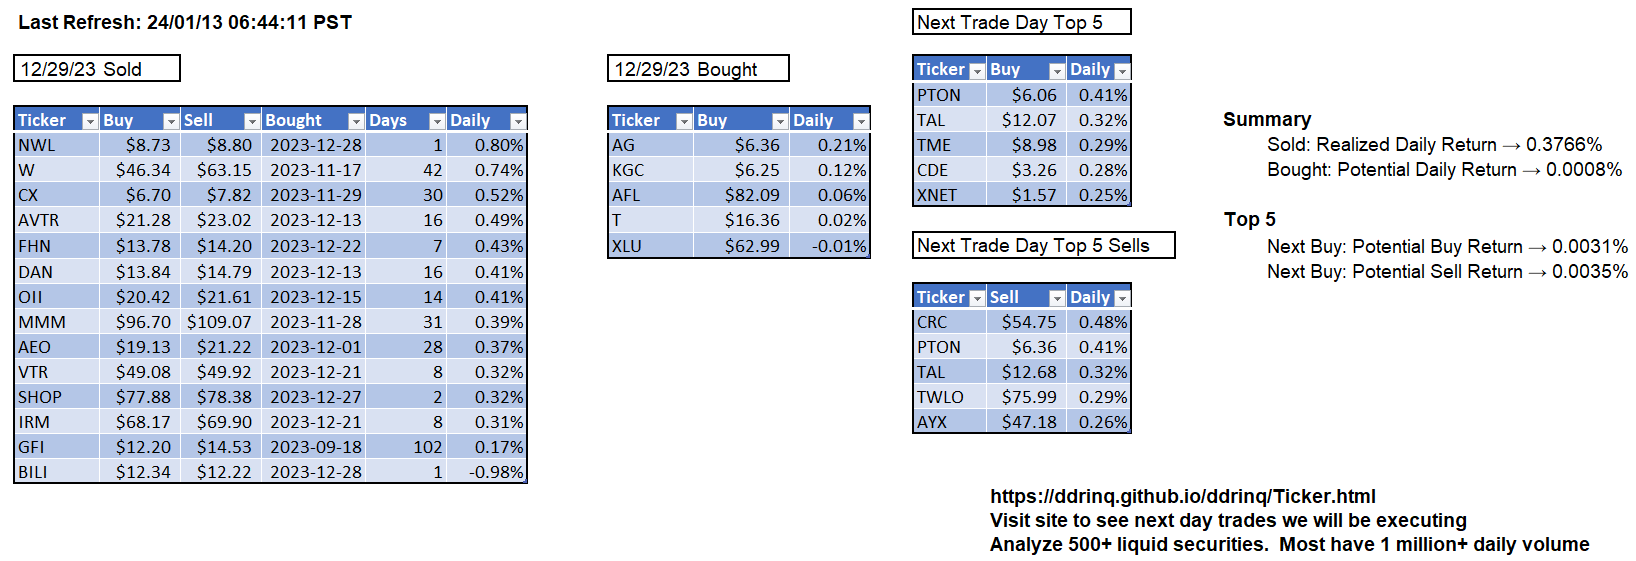 Last Refresh: 24/01/13 06:44:11 PST
12/29/23 Sold
Ticker Buy Sell Bought Days Daily
NWL $8.73 $8.80 2023-12-28 1 0.80%
W $46.34 $63.15 2023-11-17 42 0.74%
CX $6.70 $7.82 2023-11-29 30 0.52%
AVTR $21.28 $23.02 2023-12-13 16 0.49%
FHN $13.78 $14.20 2023-12-22 7 0.43%
DAN $13.84 $14.79 2023-12-13 16 0.41%
OII $20.42 $21.61 2023-12-15 14 0.41%
MMM $96.70 $109.07 2023-11-28 31 0.39%
AEO $19.13 $21.22 2023-12-01 28 0.37%
VTR $49.08 $49.92 2023-12-21 8 0.32%
SHOP $77.88 $78.38 2023-12-27 2 0.32%
IRM $68.17 $69.90 2023-12-21 8 0.31%
GFI $12.20 $14.53 2023-09-18 102 0.17%
BILI $12.34 $12.22 2023-12-28 1 -0.98%
12/29/23 Bought
Ticker Buy Daily
AG $6.36 0.21%
KGC $6.25 0.12%
AFL $82.09 0.06%
T $16.36 0.02%
XLU $62.99 -0.01%
Next Trade Day Top 5
Ticker Buy Daily
PTON $6.06 0.41%
TAL $12.07 0.32%
TME $8.98 0.29%
CDE $3.26 0.28%
XNET $1.57 0.25%
Next Trade Day Top 5 Sells
Ticker Sell Daily
CRC $54.75 0.48%
PTON $6.36 0.41%
TAL $12.68 0.32%
TWLO $75.99 0.29%
AYX $47.18 0.26%
Summary
Sold: Realized Daily Return → 0.3766%
Bought: Potential Daily Return → 0.0008%
Top 5
Next Buy: Potential Buy Return → 0.0031%
Next Buy: Potential Sell Return → 0.0035%
https://ddrinq.github.io/ddrinq/Ticker.html
Visit site to see next day trades we will be executing
Analyze 500+ liquid securities.  Most have 1 million+ daily volume